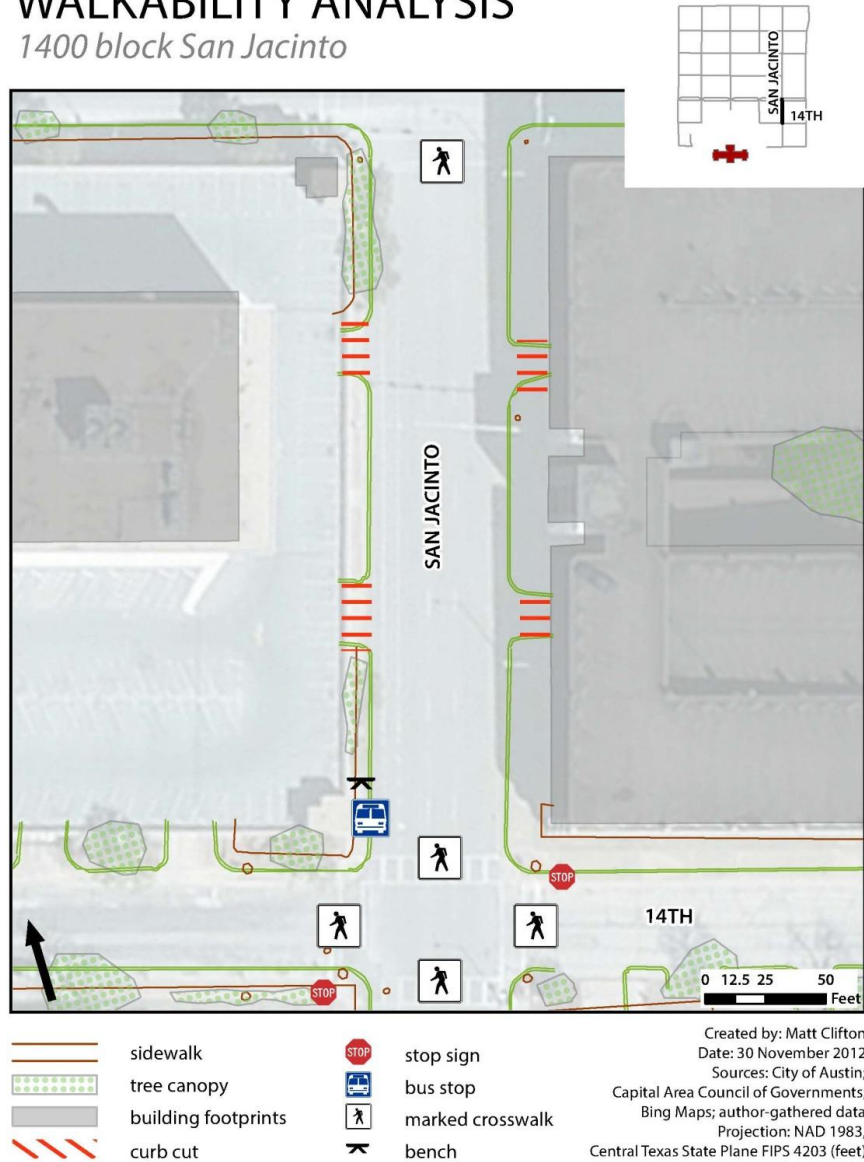 WALKABILITY ANALYSIS
1400 block San Jacinto
SAN JACINTO
14TH
SAN JACINTO
14TH
STOP
STOP
0 12.5 25 50
Feet
sidewalk
tree canopy
building footprints
curb cut
STOP
stop sign
bus stop
marked crosswalk
bench
Created by: Matt Clifton
Date: 30 November 2012
Sources: City of Austin;
Capital Area Council of Governments;
Bing Maps; author-gathered data
Projection: NAD 1983,
Central Texas State Plane FIPS 4203 (feet)